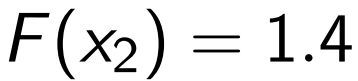 F(x₂) = 1.4